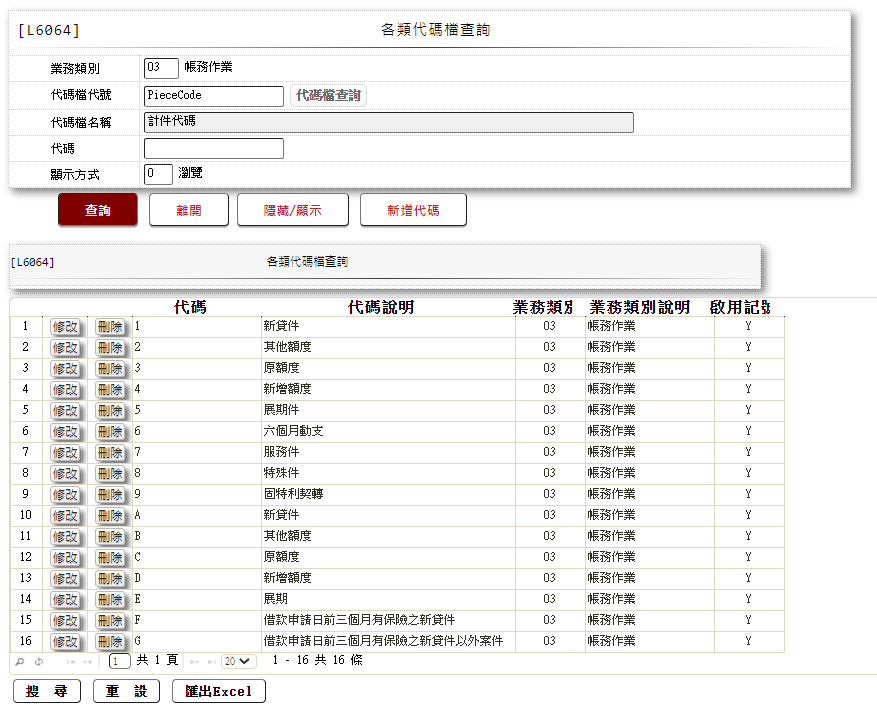 [L6064] 各類代碼檔查詢
業務類別 03 帳務作業
代碼檔代號 PieceCode 代碼檔查詢
代碼檔名稱 計件代碼
代碼
顯示方式 0 瀏覽
查詢 離開 隱藏/顯示 新增代碼
[L6064] 各類代碼檔查詢
代碼 代碼說明 業務類別 業務類別說明 啟用記號
1 修改 刪除 1 新貸件 03 帳務作業 Y
2 修改 刪除 2 其他額度 03 帳務作業 Y
3 修改 刪除 3 原額度 03 帳務作業 Y
4 修改 刪除 4 新增額度 03 帳務作業 Y
5 修改 刪除 5 展期件 03 帳務作業 Y
6 修改 刪除 6 六個月動支 03 帳務作業 Y
7 修改 刪除 7 服務件 03 帳務作業 Y
8 修改 刪除 8 特殊件 03 帳務作業 Y
9 修改 刪除 9 固特利契轉 03 帳務作業 Y
10 修改 刪除 A 新貸件 03 帳務作業 Y
11 修改 刪除 B 其他額度 03 帳務作業 Y
12 修改 刪除 C 原額度 03 帳務作業 Y
13 修改 刪除 D 新增額度 03 帳務作業 Y
14 修改 刪除 E 展期 03 帳務作業 Y
15 修改 刪除 F 借款申請日前三個月有保險之新貸件 03 帳務作業 Y
16 修改 刪除 G 借款申請日前三個月有保險之新貸件以外案件 03 帳務作業 Y
1 共 1 頁 20 1 - 16 共 16 條
搜 尋 重 設 匯出Excel